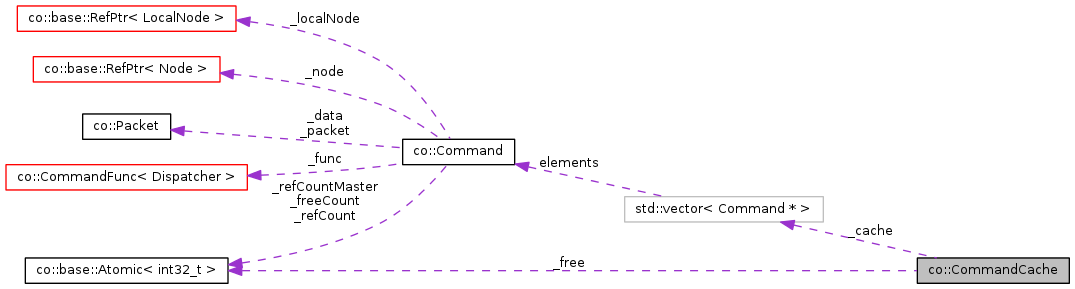 co::base::RefPtr< LocalNode >
_localNode
co::base::RefPtr< Node >
_node
co::Packet
_data
_packet
co::Command
_func
co::CommandFunc< Dispatcher >
elements
_refCountMaster
_freeCount
_refCount
std::vector< Command * >
_cache
co::base::Atomic< int32_t >
_free
co::CommandCache